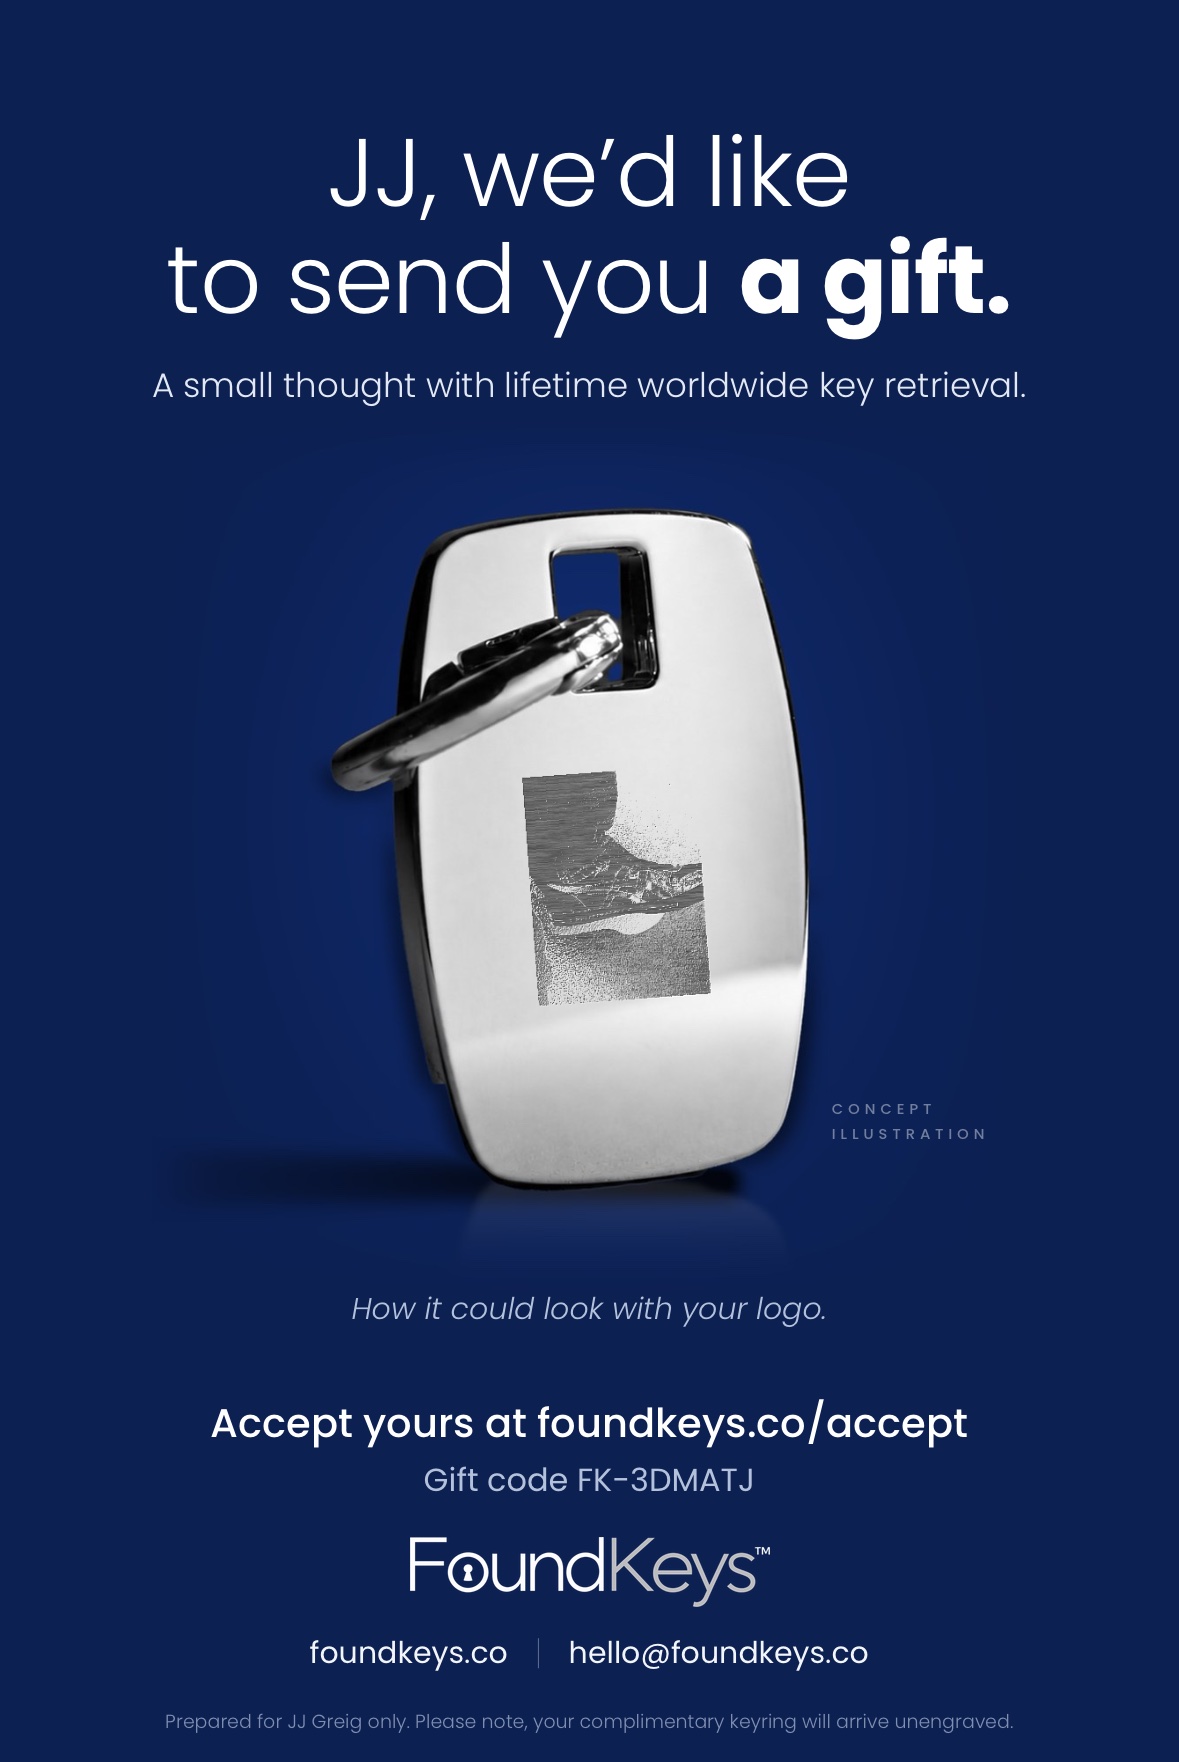 JJ, we’d like
to send you a gift.
A small thought with lifetime worldwide key retrieval.
CONCEPT
ILLUSTRATION
How it could look with your logo.
Accept yours at foundkeys.co/accept
Gift code FK-3DMATJ
FoundKeys™
foundkeys.co | hello@foundkeys.co
Prepared for JJ Greig only. Please note, your complimentary keyring will arrive unengraved.